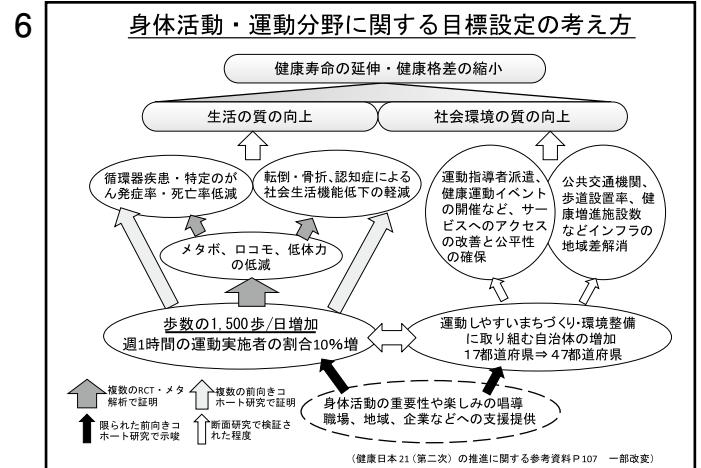 6
身体活動・運動分野に関する目標設定の考え方
健康寿命の延伸・健康格差の縮小
生活の質の向上
社会環境の質の向上
循環器疾患・特定のが
ん発症率・死亡率低減
転倒・骨折、認知症による
社会生活機能低下の軽減
運動指導者派遣、
健康運動イベント
の開催など、サー
ビスへのアクセス
の改善と公平性
の確保
公共交通機関、
歩道設置率、健
康増進施設数
などインフラの
地域差解消
メタボ、ロコモ、低体力
の低減
歩数の1,500歩/日増加
週1時間の運動実施者の割合10%増
運動しやすいまちづくり・環境整備
に取り組む自治体の増加
17都道府県⇒47都道府県
複数のRCT・メタ
解析で証明
複数の前向きコ
ホート研究で証明
限られた前向きコ
ホート研究で示唆
断面研究で検証さ
れた程度
身体活動の重要性や楽しみの唱導
職場、地域、企業などへの支援提供
(健康日本21(第二次)の推進に関する参考資料P107 一部改変)